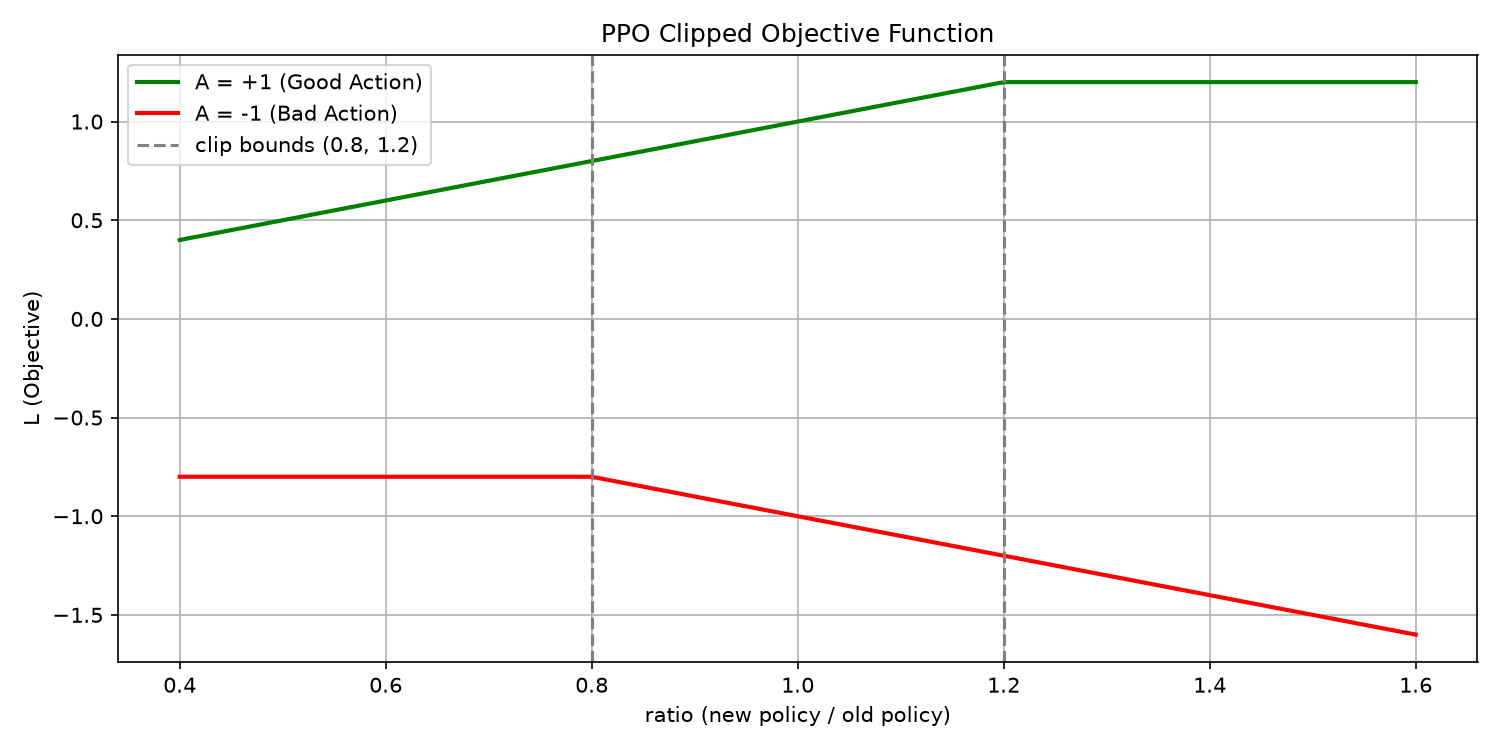 PPO Clipped Objective Function
A = +1 (Good Action)
A = -1 (Bad Action)
clip bounds (0.8, 1.2)
L (Objective)
1.0
0.5
0.0
−0.5
−1.0
−1.5
0.4 0.6 0.8 1.0 1.2 1.4 1.6
ratio (new policy / old policy)